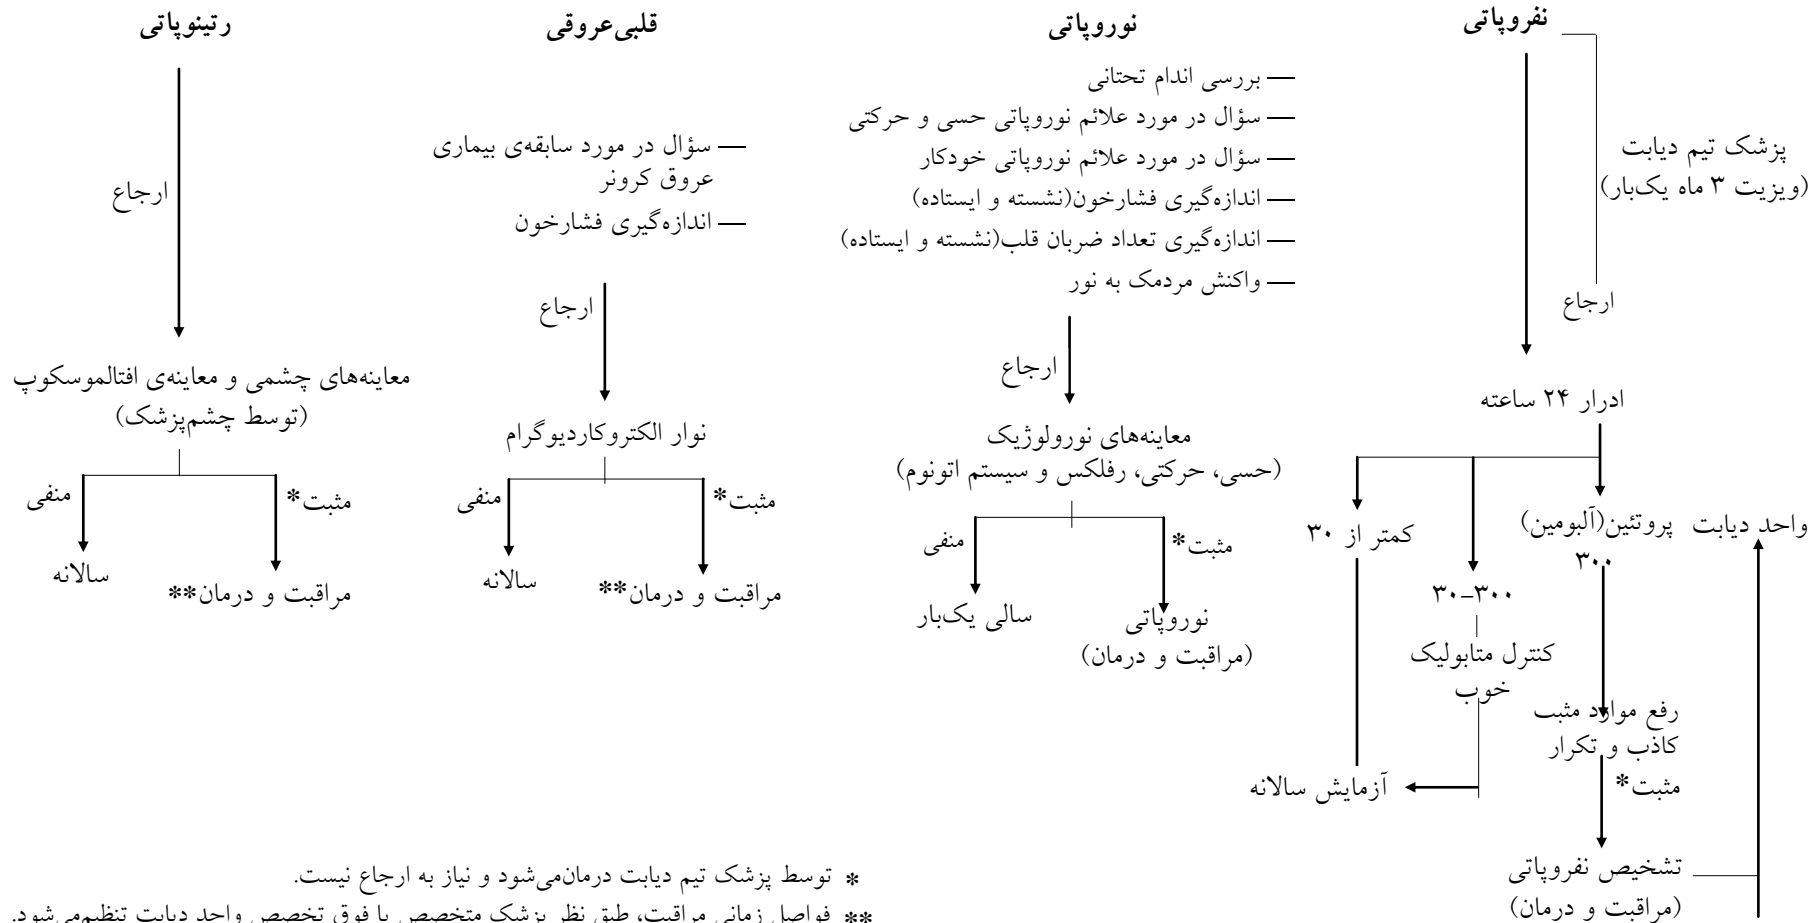 نفروپاتی
پزشک تیم دیابت
(ویزیت ۳ ماه یک‌بار)
ارجاع
ادرار ۲۴ ساعته
پروتئین(آلبومین)
۳۰۰
۳۰-۳۰۰
کمتر از ۳۰
واحد دیابت
کنترل متابولیک
خوب
رفع موارد مثبت
کاذب و تکرار
مثبت*
آزمایش سالانه
تشخیص نفروپاتی
(مراقبت و درمان)
نوروپاتی
— بررسی اندام تحتانی
— سؤال در مورد علائم نوروپاتی حسی و حرکتی
— سؤال در مورد علائم نوروپاتی خودکار
— اندازه‌گیری فشارخون(نشسته و ایستاده)
— اندازه‌گیری تعداد ضربان قلب(نشسته و ایستاده)
— واکنش مردمک به نور
ارجاع
معاینه‌های نورولوژیک
(حسی، حرکتی، رفلکس و سیستم اتونوم)
مثبت*
منفی
نوروپاتی
(مراقبت و درمان)
سالی یک‌بار
قلبی‌عروقی
— سؤال در مورد سابقه‌ی بیماری
عروق کرونر
— اندازه‌گیری فشارخون
ارجاع
نوار الکتروکاردیوگرام
مثبت*
منفی
مراقبت و درمان**
سالانه
رتینوپاتی
ارجاع
معاینه‌های چشمی و معاینه‌ی افتالموسکوپ
(توسط چشم‌پزشک)
مثبت*
منفی
مراقبت و درمان**
سالانه
* توسط پزشک تیم دیابت درمان‌می‌شود و نیاز به ارجاع نیست.
** فواصل زمانی مراقبت، طبق نظر پزشک متخصص یا فوق تخصص واحد دیابت تنظیم‌می‌شود.